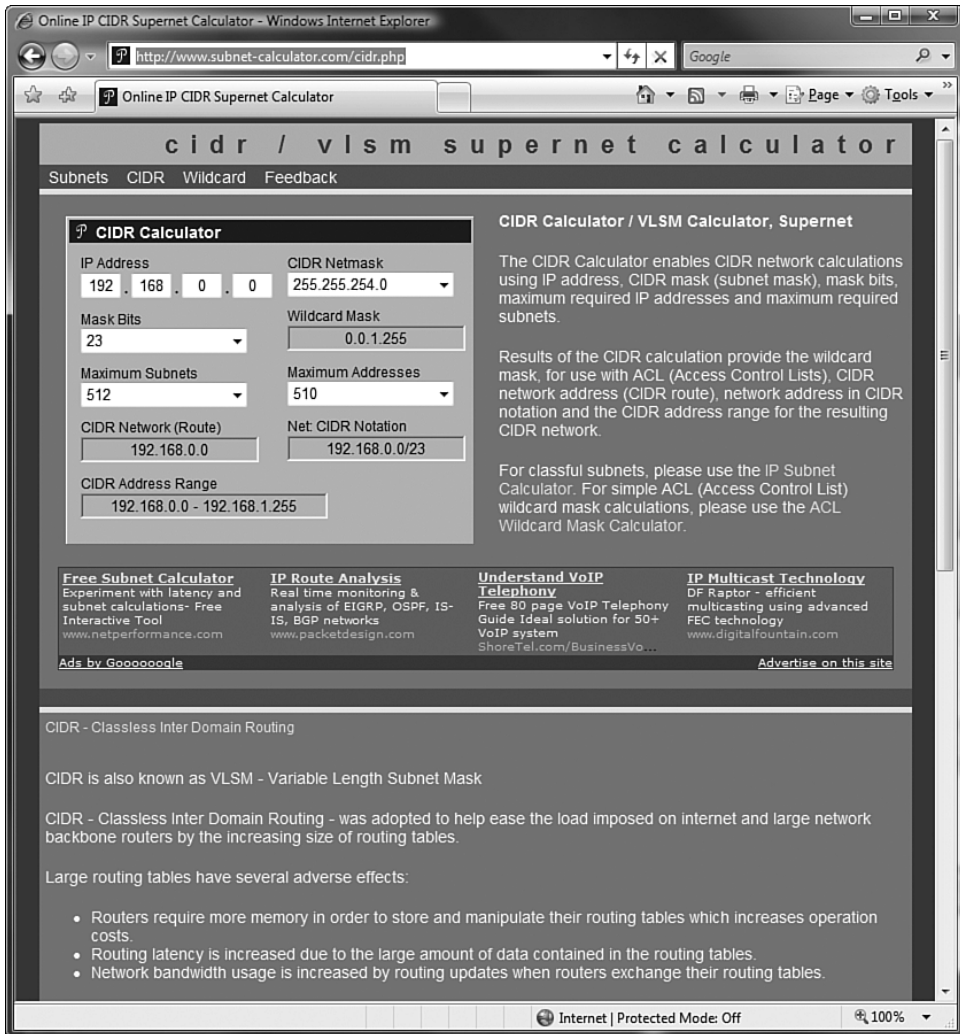 Online IP CIDR Supernet Calculator - Windows Internet Explorer
http://www.subnet-calculator.com/cidr.php
Google
Online IP CIDR Supernet Calculator
Page
Tools
cidr / vlsm supernet calculator
Subnets CIDR Wildcard Feedback
CIDR Calculator
IP Address
192 . 168 . 0 . 0
CIDR Netmask
255.255.254.0
Mask Bits
23
Wildcard Mask
0.0.1.255
Maximum Subnets
512
Maximum Addresses
510
CIDR Network (Route)
192.168.0.0
Net: CIDR Notation
192.168.0.0/23
CIDR Address Range
192.168.0.0 - 192.168.1.255
CIDR Calculator / VLSM Calculator, Supernet
The CIDR Calculator enables CIDR network calculations
using IP address, CIDR mask (subnet mask), mask bits,
maximum required IP addresses and maximum required
subnets.
Results of the CIDR calculation provide the wildcard
mask, for use with ACL (Access Control Lists), CIDR
network address (CIDR route), network address in CIDR
notation and the CIDR address range for the resulting
CIDR network.
For classful subnets, please use the IP Subnet
Calculator. For simple ACL (Access Control List)
wildcard mask calculations, please use the ACL
Wildcard Mask Calculator.
Free Subnet Calculator
Experiment with latency and
subnet calculations- Free
Interactive Tool
www.netperformance.com
IP Route Analysis
Real time monitoring &
analysis of EIGRP, OSPF, IS-
IS, BGP networks
www.packetdesign.com
Understand VoIP
Telephony
Free 80 page VoIP Telephony
Guide Ideal solution for 50+
VoIP system
ShoreTel.com/BusinessVo...
IP Multicast Technology
DF Raptor - efficient
multicasting using advanced
FEC technology
www.digitalfountain.com
Ads by Goooooogle
Advertise on this site
CIDR - Classless Inter Domain Routing
CIDR is also known as VLSM - Variable Length Subnet Mask
CIDR - Classless Inter Domain Routing - was adopted to help ease the load imposed on internet and large network
backbone routers by the increasing size of routing tables.
Large routing tables have several adverse effects:
• Routers require more memory in order to store and manipulate their routing tables which increases operation
costs.
• Routing latency is increased due to the large amount of data contained in the routing tables.
• Network bandwidth usage is increased by routing updates when routers exchange their routing tables.
Internet | Protected Mode: Off
100%